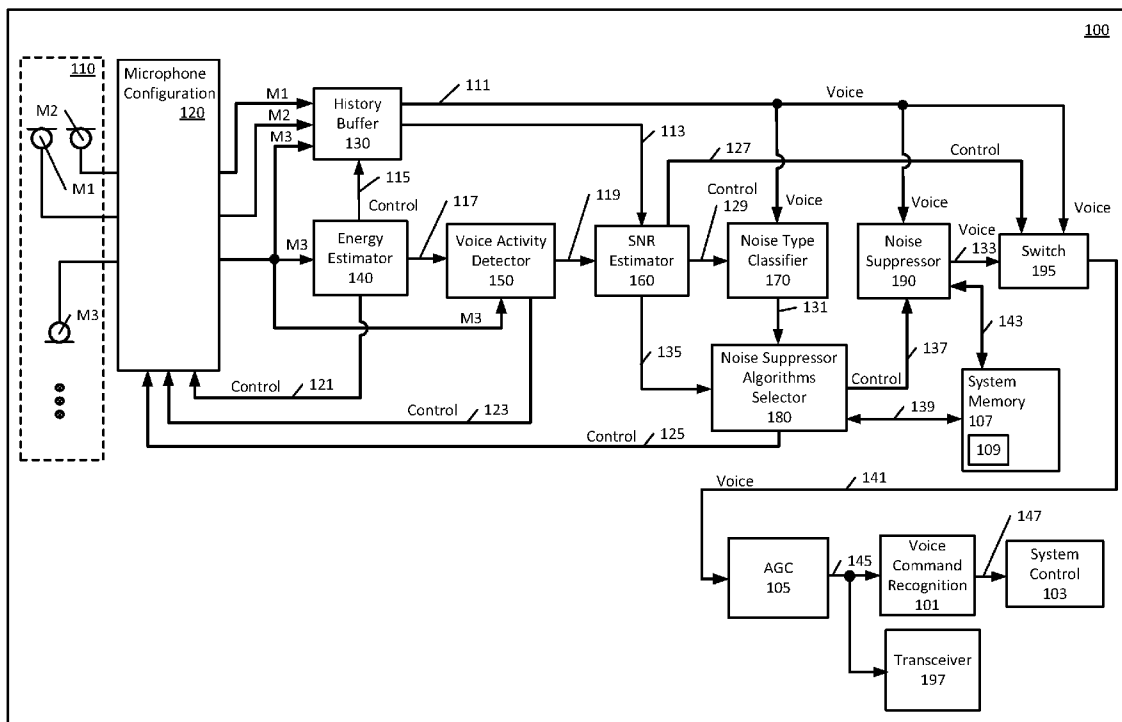 100
110
Microphone
Configuration
120
M2
M1
M3
M1
M2
M3
History
Buffer
130
111
Voice
113
127
Control
115
Control
117
119
Control
129
Voice
Voice
Voice
M3
Energy
Estimator
140
Voice Activity
Detector
150
SNR
Estimator
160
Noise Type
Classifier
170
Noise
Suppressor
190
Voice
133
Switch
195
M3
131
143
135
137
Noise Suppressor
Algorithms
Selector
180
Control
System
Memory
107
109
139
Control
121
Control
123
Control
125
Voice
141
AGC
105
145
Voice
Command
Recognition
101
147
System
Control
103
Transceiver
197